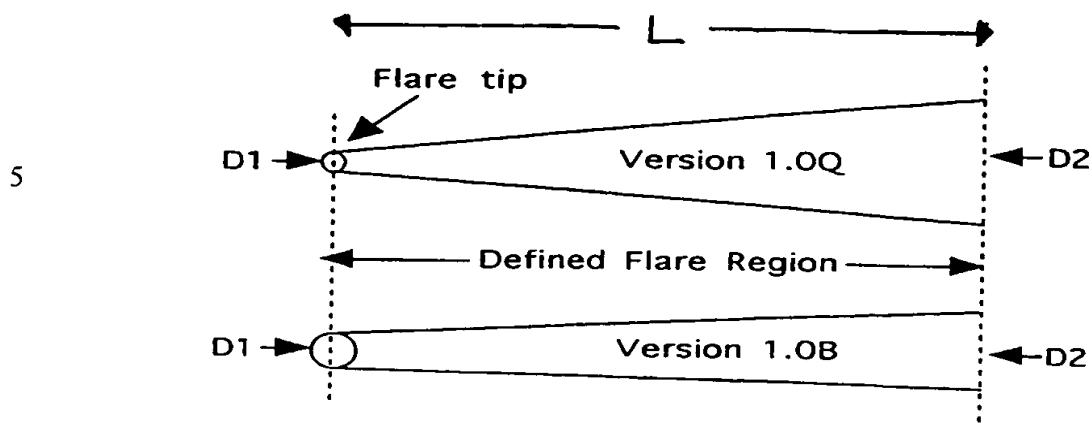 L
Flare tip
D1 Version 1.0Q D2
5
Defined Flare Region
D1 Version 1.0B D2